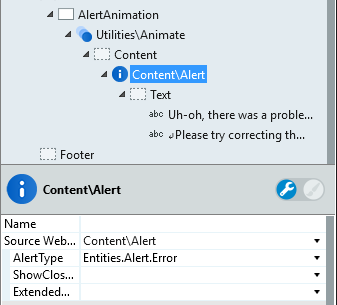 AlertAnimation
Utilities\Animate
Content
Content\Alert
Text
abc Uh-oh, there was a proble...
abc ↲Please try correcting th...
Footer
Content\Alert
Name
Source Web... Content\Alert
AlertType Entities.Alert.Error
ShowClos...
Extended...